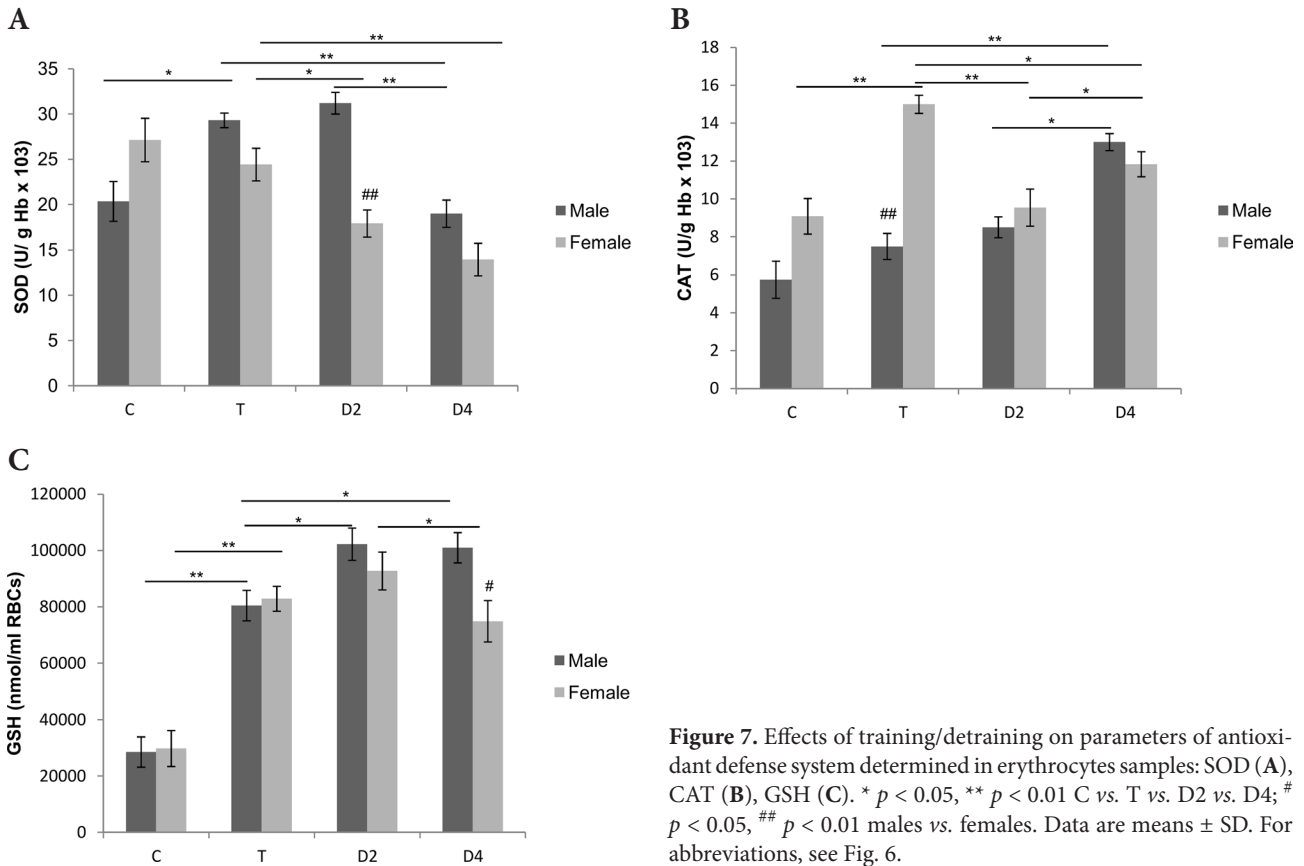 A
**
**
*
*
**
35
30
25
20
15
10
5
0
SOD (U/ g Hb x 103)
##
C T D2 D4
Male
Female
B
**
*
**
**
*
*
18
16
14
12
10
8
6
4
2
0
CAT (U/g Hb x 103)
##
C T D2 D4
Male
Female
C
120000
100000
80000
60000
40000
20000
0
GSH (nmol/ml RBCs)
*
*
*
**
**
#
C T D2 D4
Male
Female
Figure 7. Effects of training/detraining on parameters of antioxi-
dant defense system determined in erythrocytes samples: SOD (A),
CAT (B), GSH (C). * p < 0.05, ** p < 0.01 C vs. T vs. D2 vs. D4; #
p < 0.05, ## p < 0.01 males vs. females. Data are means ± SD. For
abbreviations, see Fig. 6.